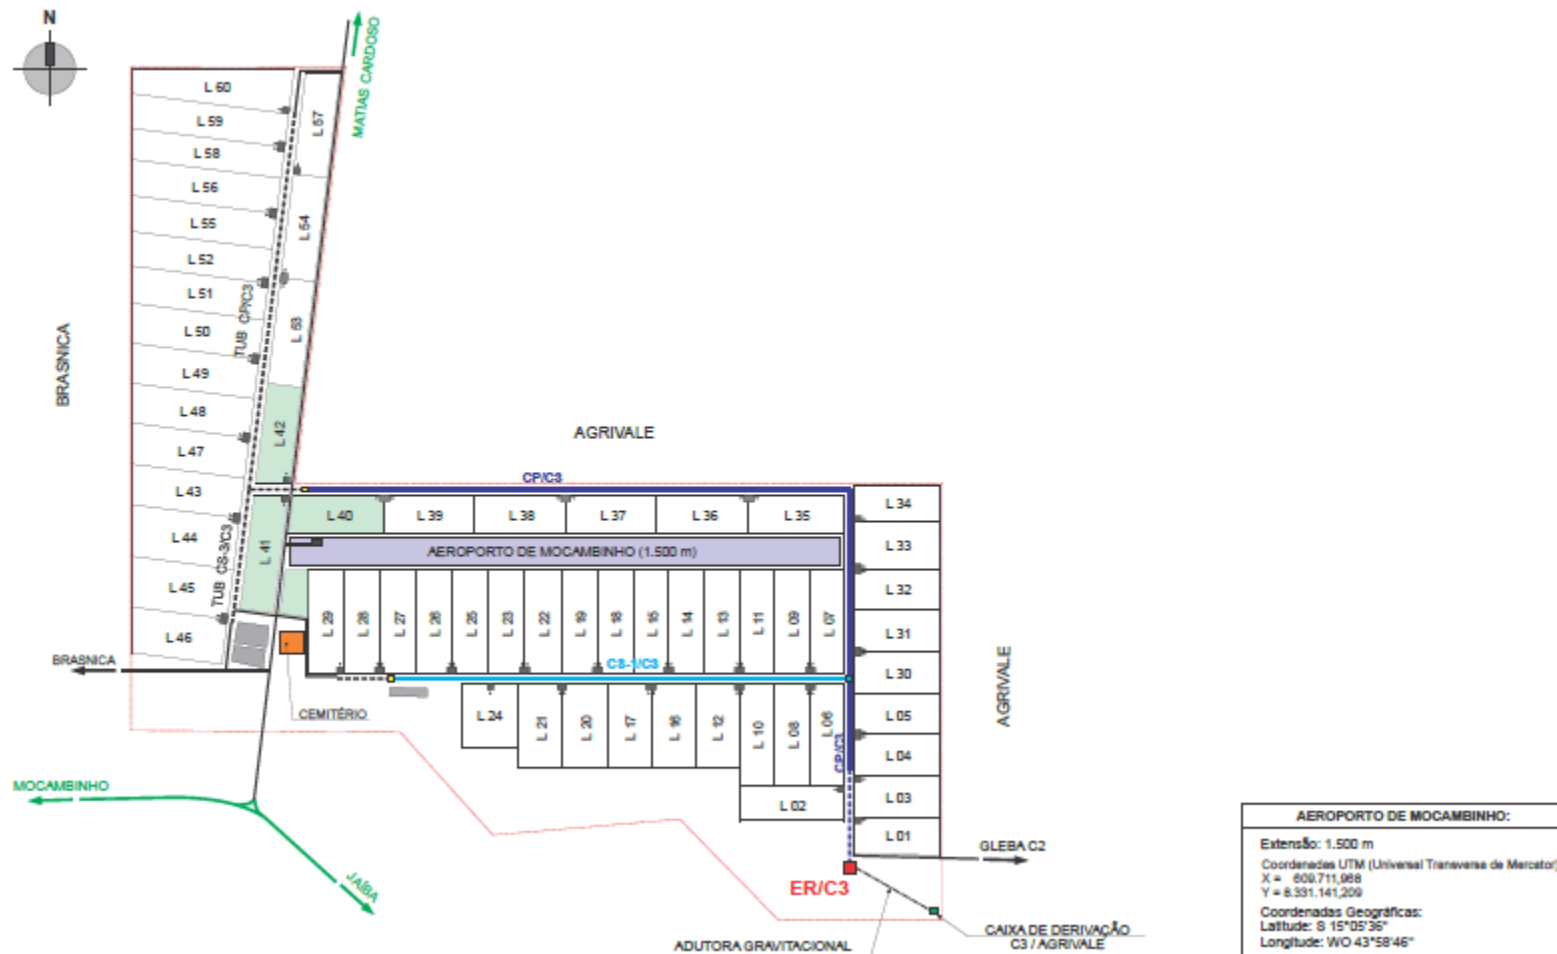 N
MATIAS CARDOSO
L 60
L 59
L 58
L 56
L 55
L 52
L 51
L 50
L 49
L 48
L 47
L 43
L 44
L 45
L 46
L 57
L 54
L 53
L 42
L 41
TUB CP/C3
TUB CS-3/C3
BRASNICA
AGRIVALE
CP/C3
L 40
L 39
L 38
L 37
L 36
L 35
AEROPORTO DE MOCAMBINHO (1.500 m)
L 29
L 28
L 27
L 26
L 25
L 23
L 22
L 19
L 18
L 15
L 14
L 13
L 11
L 09
L 07
CS-1/C3
L 24
L 21
L 20
L 17
L 16
L 12
L 10
L 08
L 06
CP/C3
L 02
L 34
L 33
L 32
L 31
L 30
L 05
L 04
L 03
L 01
AGRIVALE
BRASNICA
CEMITÉRIO
MOCAMBINHO
JAÍBA
GLEBA C2
ER/C3
ADUTORA GRAVITACIONAL
CAIXA DE DERIVAÇÃO
C3 / AGRIVALE
AEROPORTO DE MOCAMBINHO:
Extensão: 1.500 m
Coordenadas UTM (Universal Transversa de Mercator)
X = 609.711,968
Y = 8.331.141,209
Coordenadas Geográficas:
Latitude: S 15°05'36"
Longitude: WO 43°58'46"